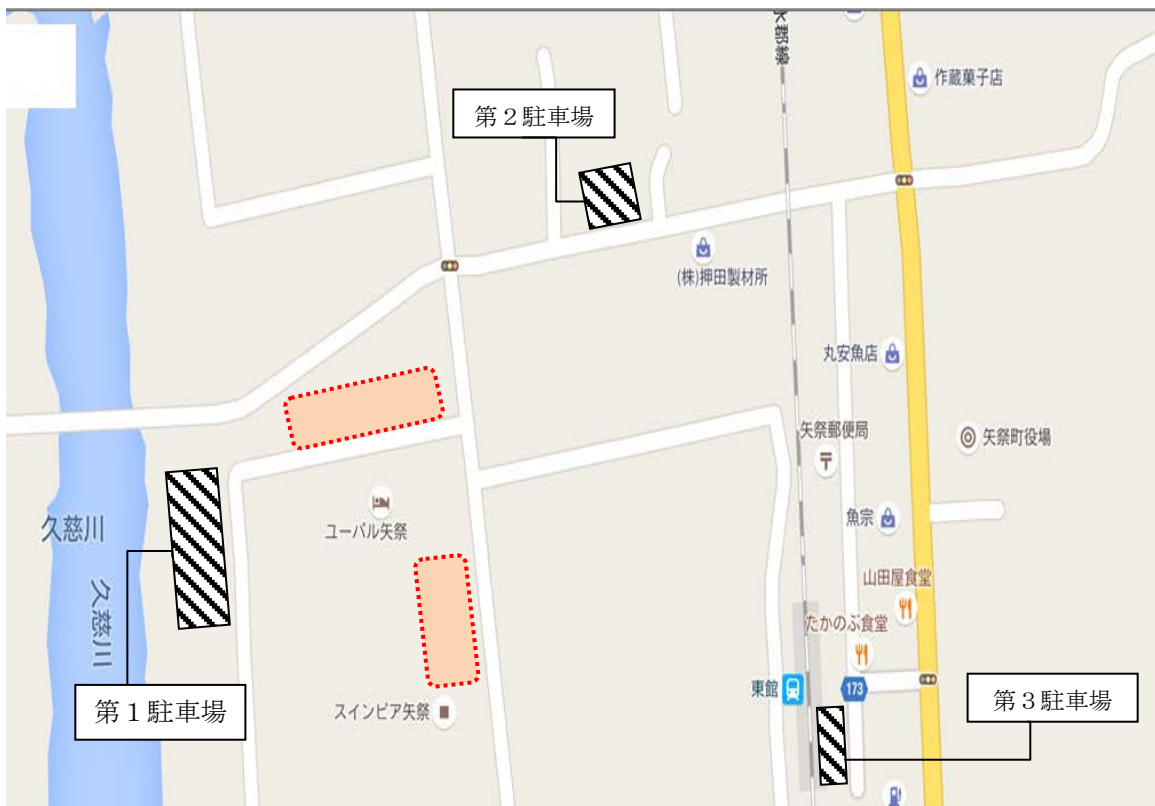 水郡線
作蔵菓子店
第２駐車場
(株)押田製材所
丸安魚店
矢祭郵便局
矢祭町役場
久慈川
ユーパル矢祭
魚宗
久慈川
山田屋食堂
たかのぶ食堂
東館
173
第１駐車場
スインピア矢祭
第３駐車場